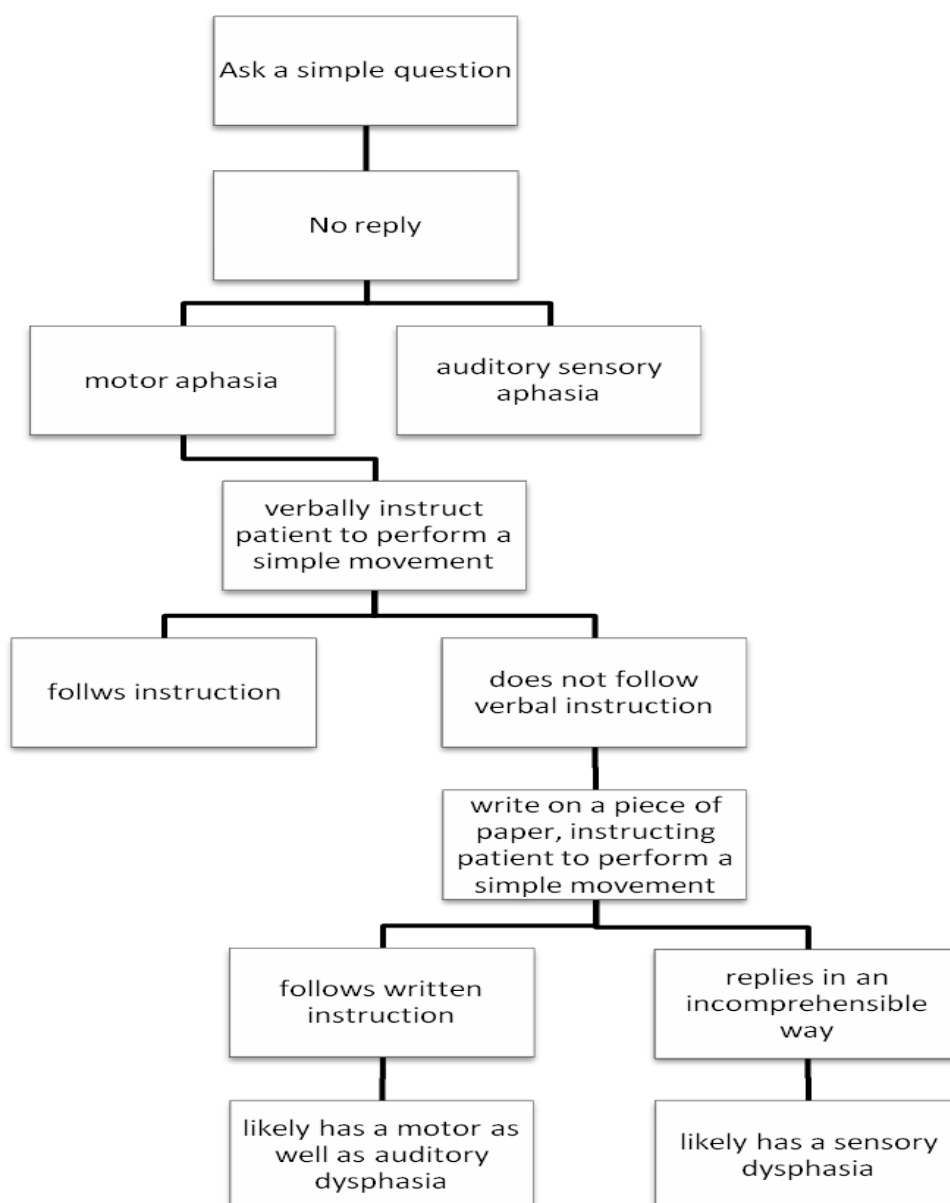 Ask a simple question
No reply
motor aphasia
auditory sensory
aphasia
verbally instruct
patient to perform a
simple movement
follws instruction
does not follow
verbal instruction
write on a piece of
paper, instructing
patient to perform a
simple movement
follows written
instruction
replies in an
incomprehensible
way
likely has a motor as
well as auditory
dysphasia
likely has a sensory
dysphasia